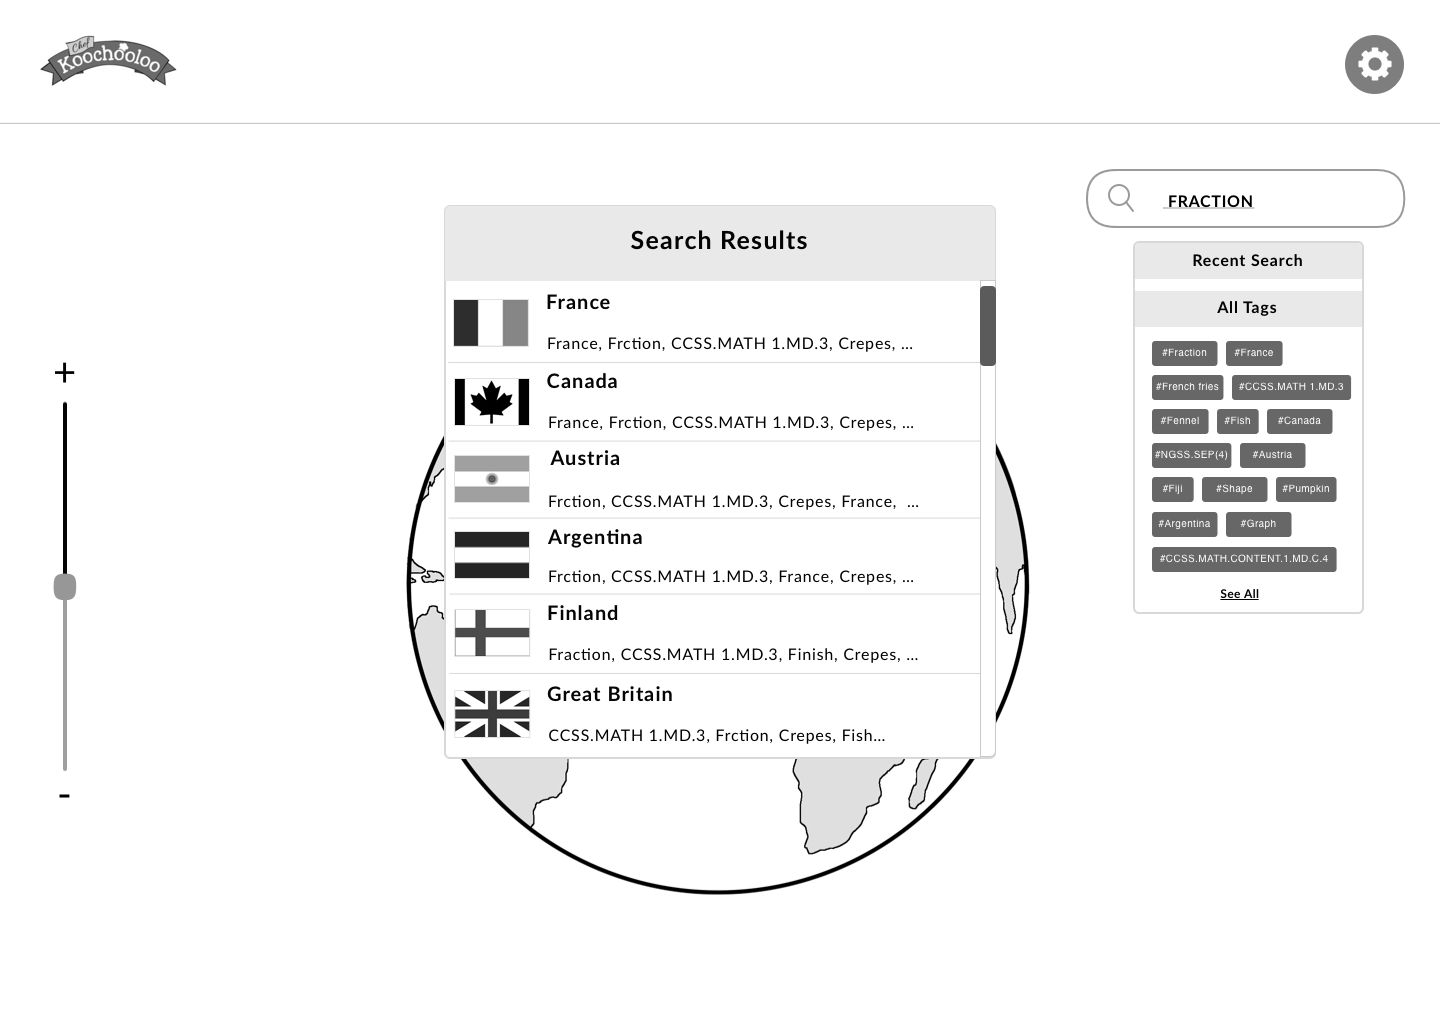 Chef
Koochooloo
FRACTION
Recent Search
All Tags
#Fraction #France
#French fries #CCSS.MATH 1.MD.3
#Fennel #Fish #Canada
#NGSS.SEP(4) #Austria
#Fiji #Shape #Pumpkin
#Argentina #Graph
#CCSS.MATH.CONTENT.1.MD.C.4
See All
Search Results
France
France, Frction, CCSS.MATH 1.MD.3, Crepes, ...
Canada
France, Frction, CCSS.MATH 1.MD.3, Crepes, ...
Austria
Frction, CCSS.MATH 1.MD.3, Crepes, France, ...
Argentina
Frction, CCSS.MATH 1.MD.3, France, Crepes, ...
Finland
Fraction, CCSS.MATH 1.MD.3, Finish, Crepes, ...
Great Britain
CCSS.MATH 1.MD.3, Frction, Crepes, Fish...
+
-